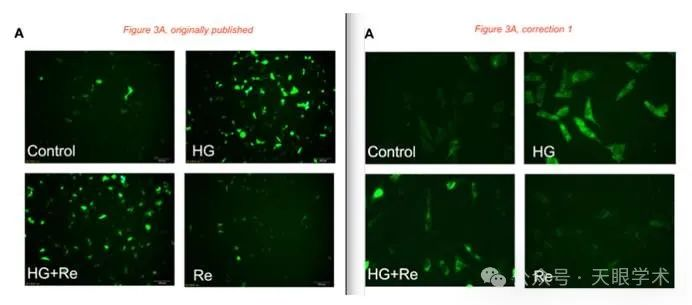 Figure 3A, originally published
A
Control
HG
HG+Re
Re
Figure 3A, correction 1
A
Control
HG
HG+Re
Re
公众号・天眼学术